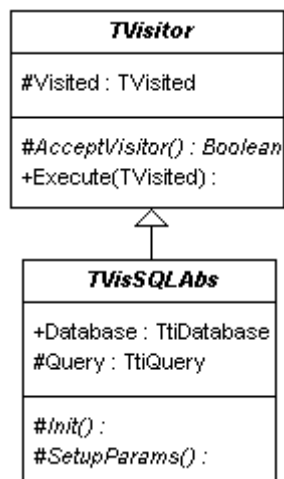 TVisitor
#Visited : TVisited
#AcceptVisitor() : Boolean
+Execute(TVisited) :
TVisSQLAbs
+Database : TtiDatabase
#Query : TtiQuery
#Init() :
#SetupParams() :